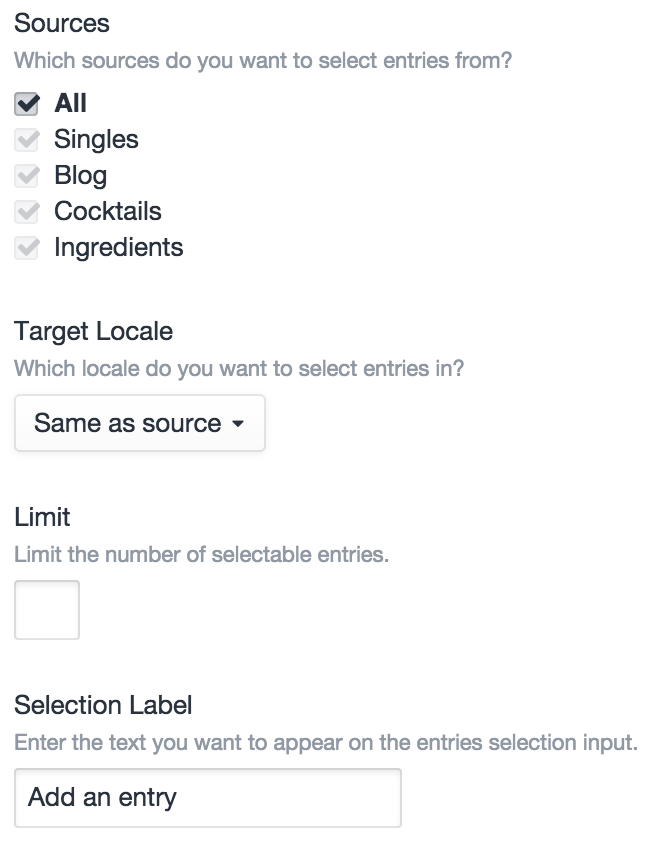 Sources
Which sources do you want to select entries from?
All
Singles
Blog
Cocktails
Ingredients
Target Locale
Which locale do you want to select entries in?
Same as source
Limit
Limit the number of selectable entries.
Selection Label
Enter the text you want to appear on the entries selection input.
Add an entry